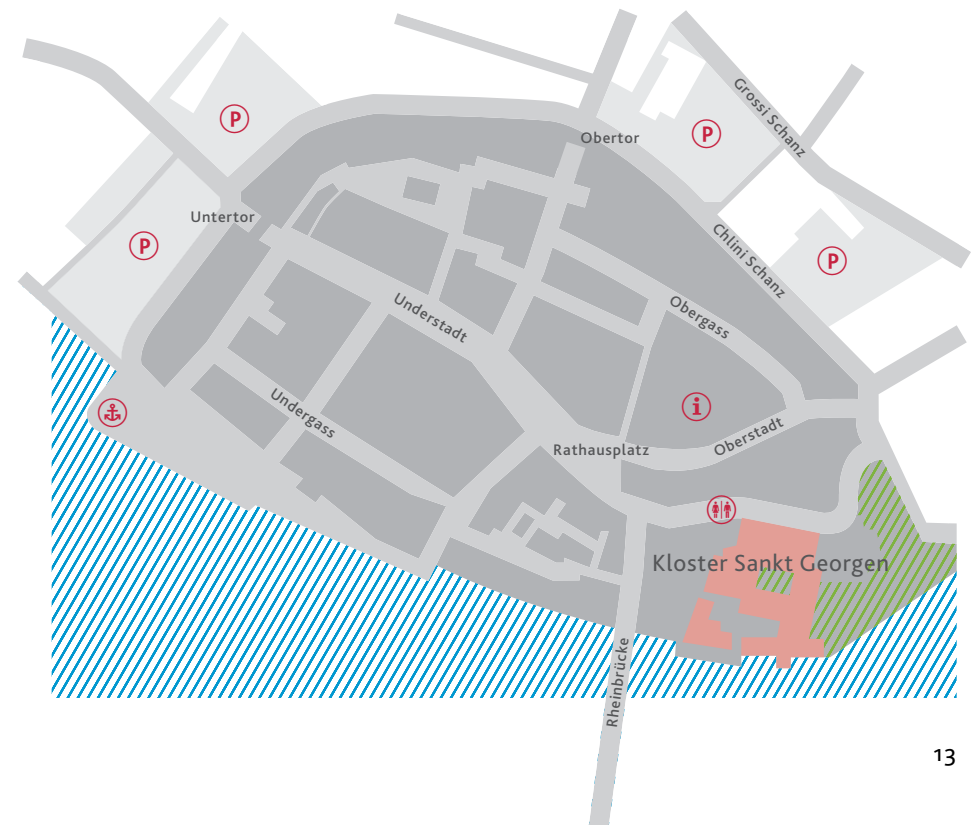 P
Grossi Schanz
P
Obertor
Untertor
P
Chlini Schanz
P
Understadt
Obergass
Undergass
i
Oberstadt
Rathausplatz
Kloster Sankt Georgen
Rheinbrücke
13